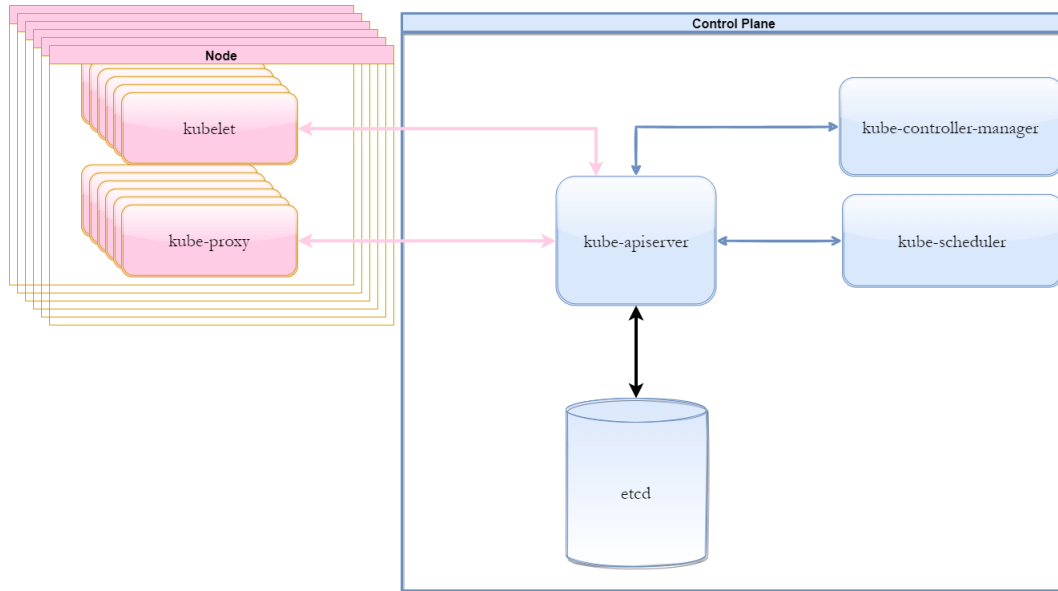 Control Plane
Node
kubelet
kube-controller-manager
kube-proxy
kube-apiserver
kube-scheduler
etcd